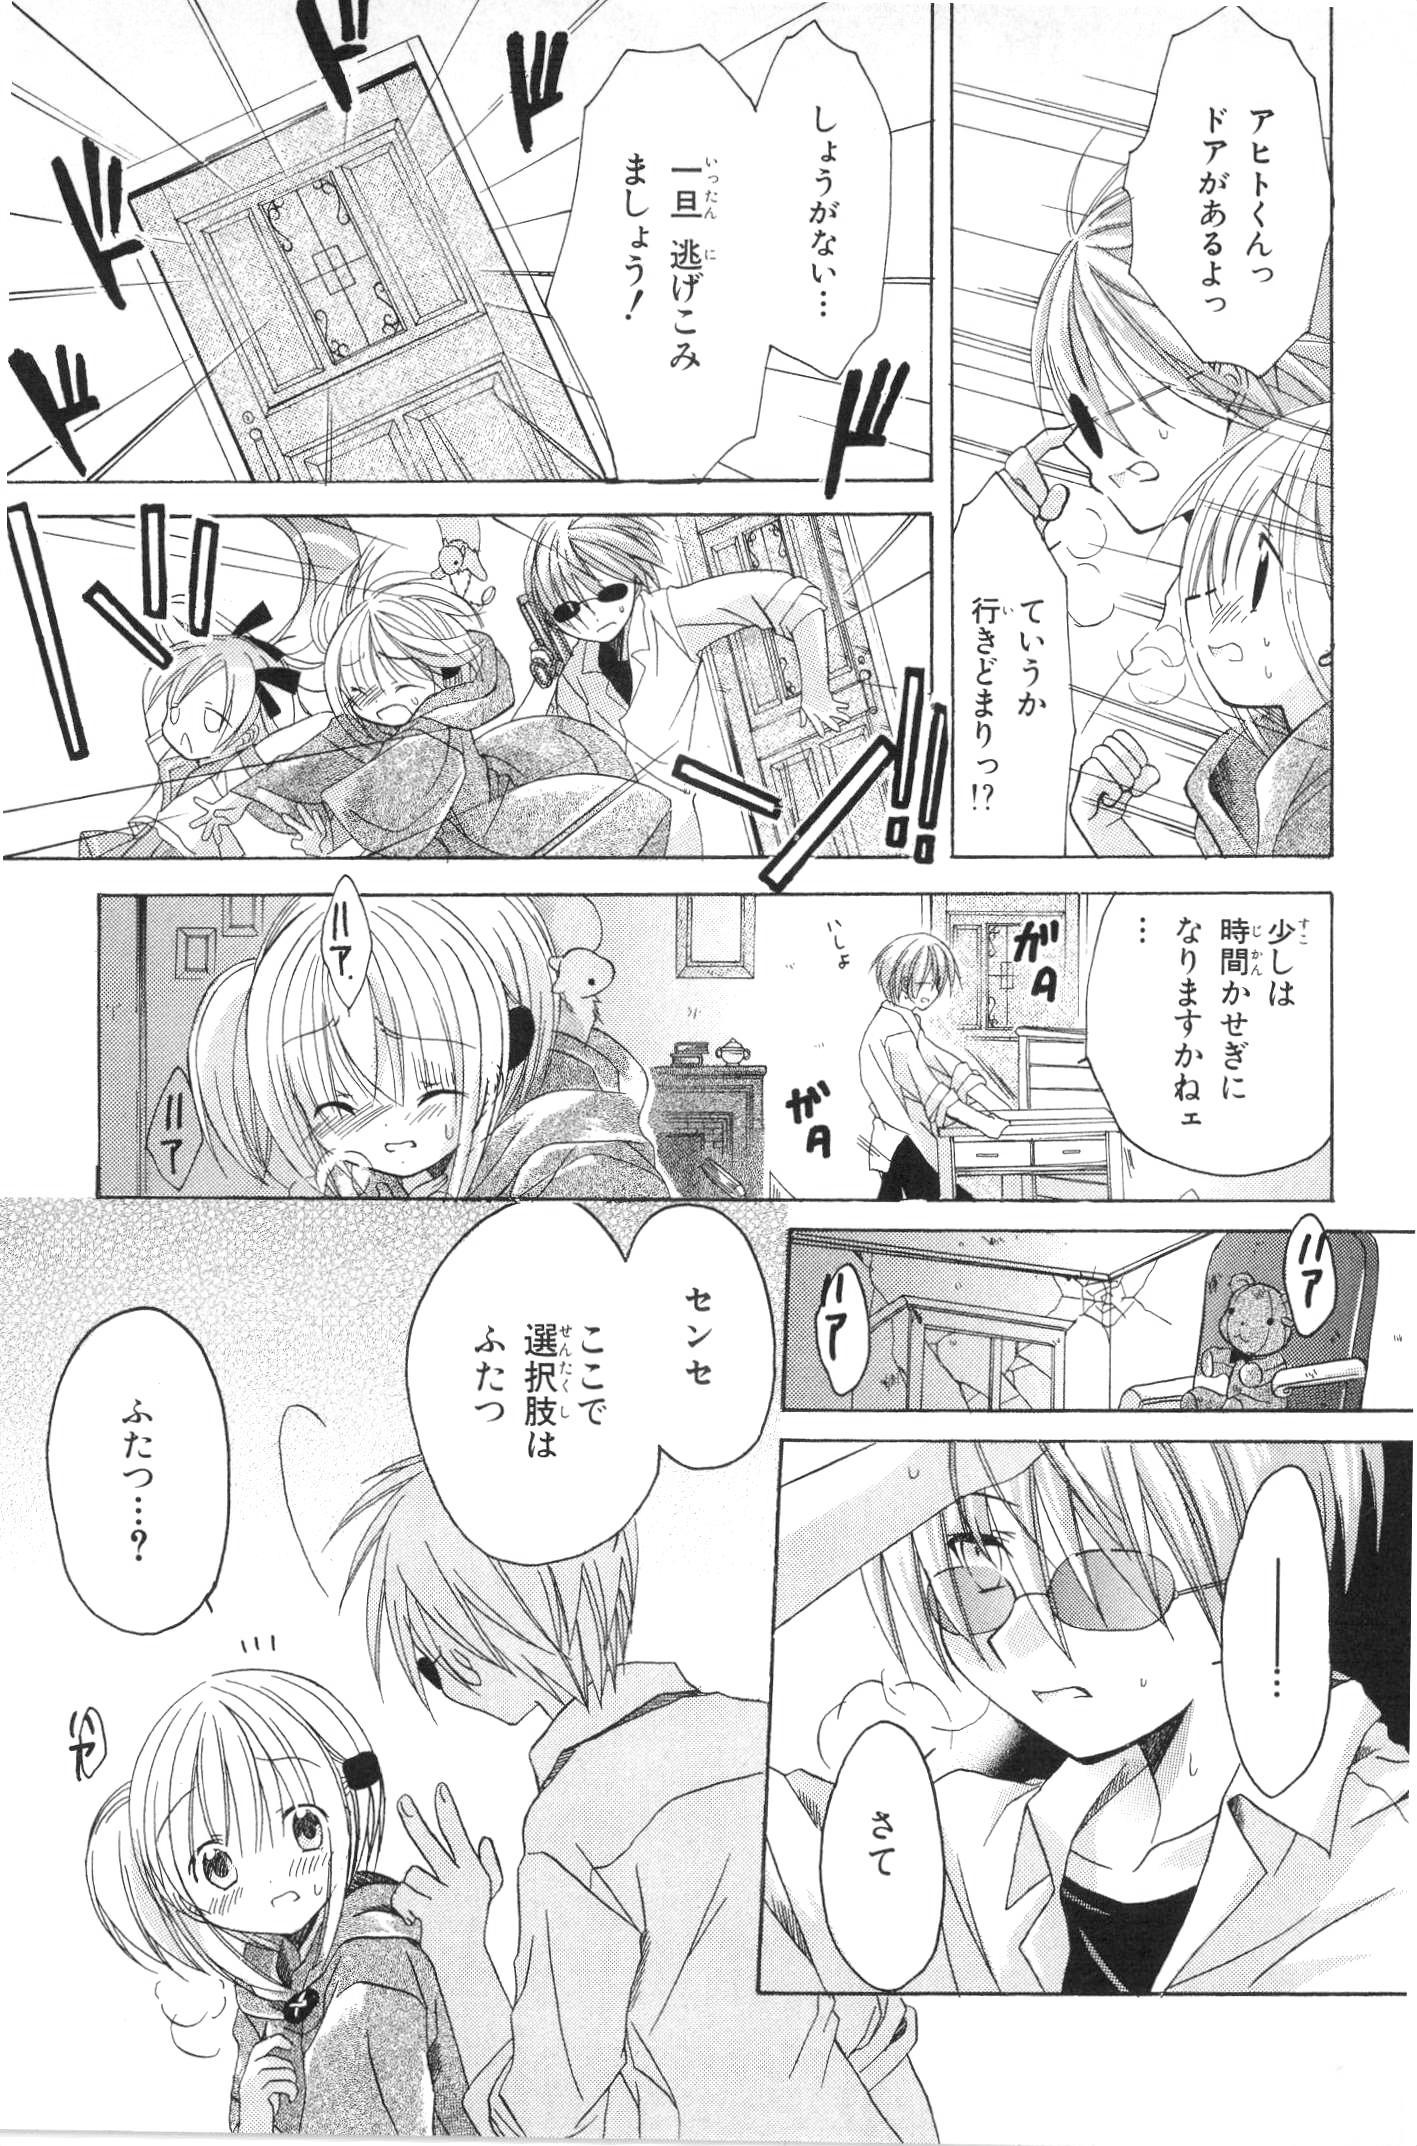 アヒトくんっ
ドアがあるよっ
ていうか
行きどまりっ!?
しょうがない…
一旦 逃げこみ
ましょう!
ドドドドド
!!
少しは
時間かせぎに
なりますかねェ
…
ガタ
ガタ
いしょ
ハア
ハア
ハア
ハア
――…
さて
センセ
ここで
選択肢は
ふたつ
ふたつ…?
ハア